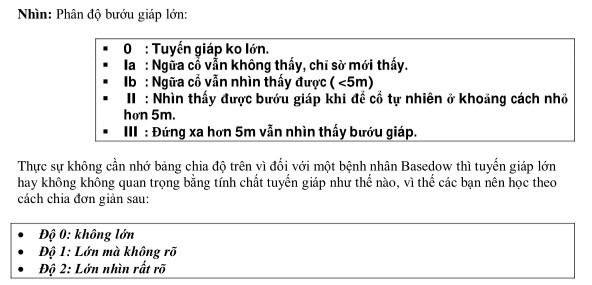 Nhìn: Phân độ bướu giáp lớn:
▪ 0 : Tuyến giáp ko lớn.
▪ Ia : Ngữa cổ vẫn không thấy, chỉ sờ mới thấy.
▪ Ib : Ngữa cổ vẫn nhìn thấy được ( <5m)
▪ II : Nhìn thấy được bướu giáp khi để cổ tự nhiên ở khoảng cách nhỏ
hơn 5m.
▪ III : Đứng xa hơn 5m vẫn nhìn thấy bướu giáp.
Thực sự không cần nhớ bảng chia độ trên vì đối với một bệnh nhân Basedow thì tuyến giáp lớn
hay không không quan trọng bằng tính chất tuyến giáp như thế nào, vì thế các bạn nên học theo
cách chia đơn giản sau:
• Độ 0: không lớn
• Độ 1: Lớn mà không rõ
• Độ 2: Lớn nhìn rất rõ